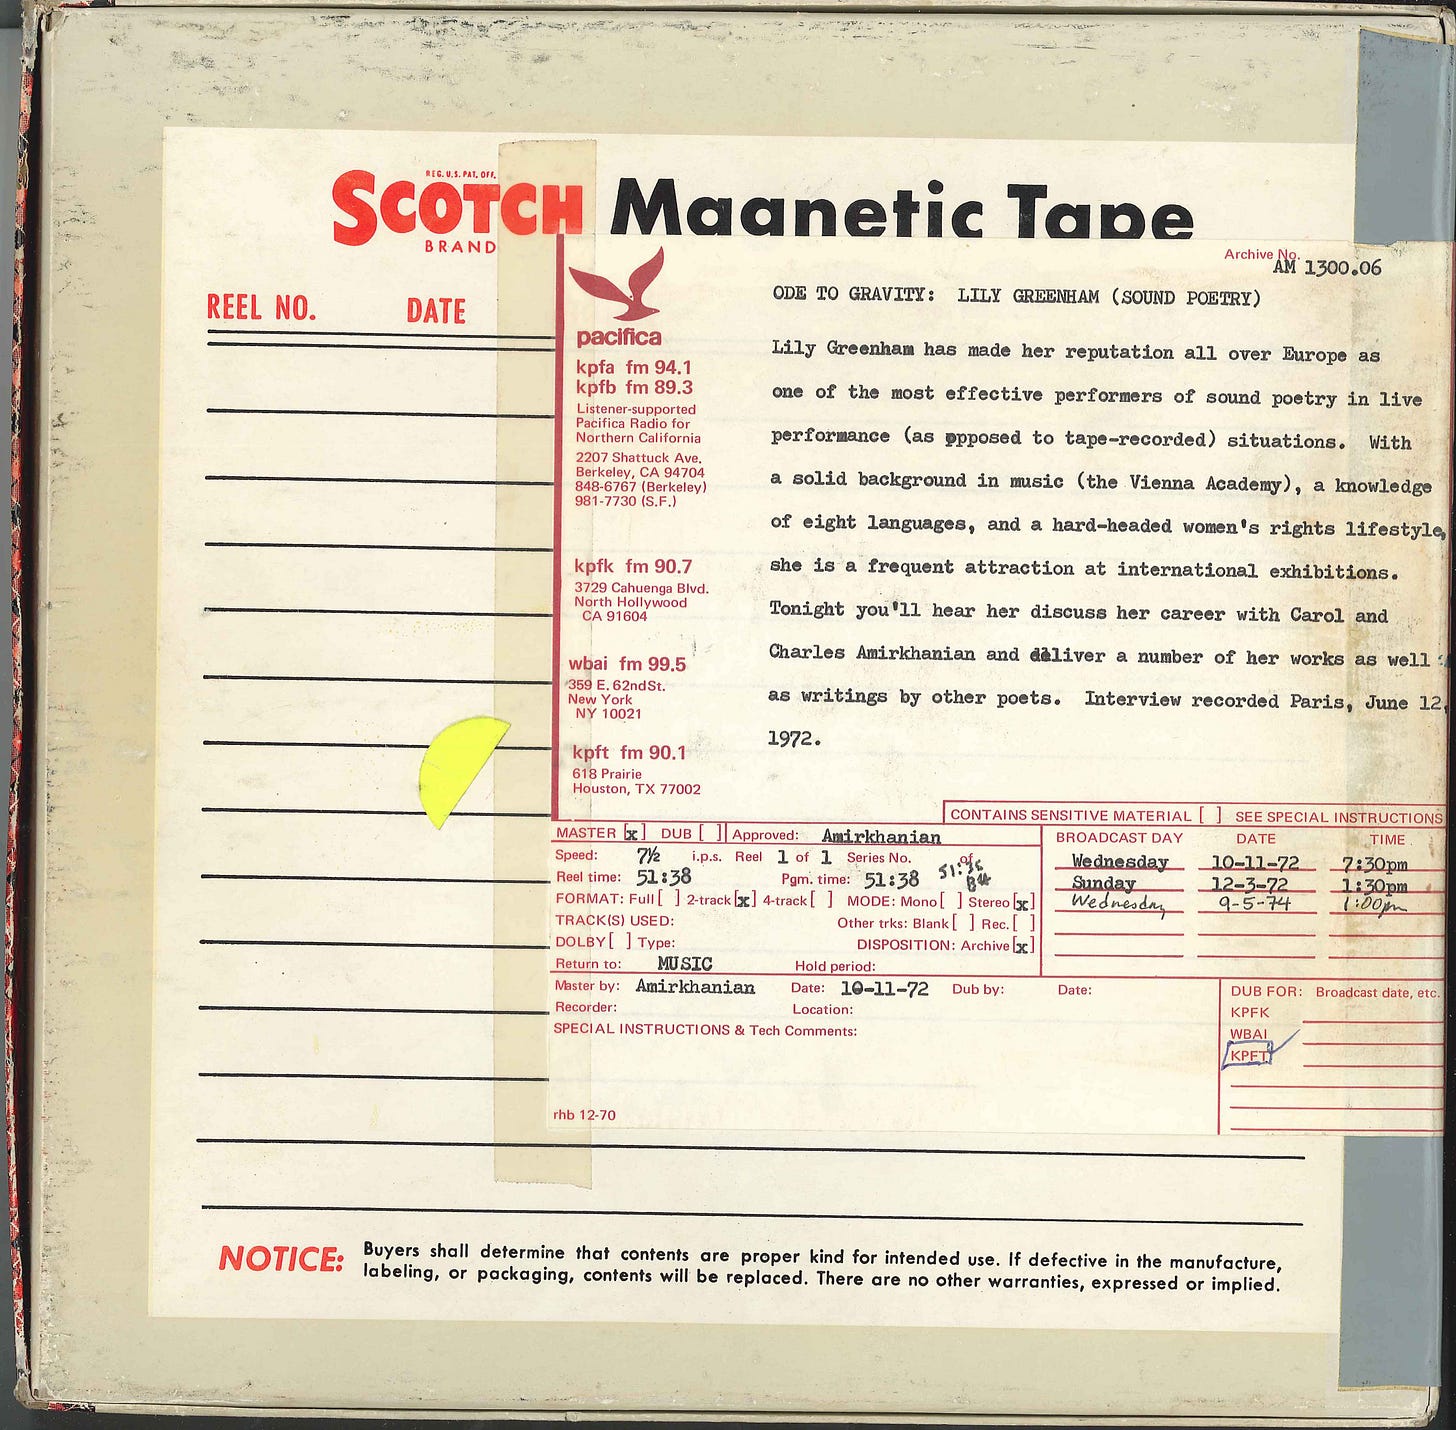 REG. U.S. PAT. OFF.
SCOTCH Magnetic Tape
BRAND
REEL NO. DATE
pacifica
kpfa fm 94.1
kpfb fm 89.3
Listener-supported
Pacifica Radio for
Northern California
2207 Shattuck Ave.
Berkeley, CA 94704
848-6767 (Berkeley)
981-7730 (S.F.)
kpfk fm 90.7
3729 Cahuenga Blvd.
North Hollywood
CA 91604
wbai fm 99.5
359 E. 62nd St.
New York
NY 10021
kpft fm 90.1
618 Prairie
Houston, TX 77002
Archive No.
AM 1300.06
ODE TO GRAVITY: LILY GREENHAM (SOUND POETRY)
Lily Greenham has made her reputation all over Europe as
one of the most effective performers of sound poetry in live
performance (as opposed to tape-recorded) situations. With
a solid background in music (the Vienna Academy), a knowledge
of eight languages, and a hard-headed women's rights lifestyle,
she is a frequent attraction at international exhibitions.
Tonight you'll hear her discuss her career with Carol and
Charles Amirkhanian and deliver a number of her works as well
as writings by other poets. Interview recorded Paris, June 12,
1972.
CONTAINS SENSITIVE MATERIAL [ ] SEE SPECIAL INSTRUCTIONS
MASTER [x] DUB [ ] Approved: Amirkhanian
Speed: 7½ i.p.s. Reel 1 of 1 Series No. of
Reel time: 51:38 Pgm. time: 51:38
FORMAT: Full [ ] 2-track [x] 4-track [ ] MODE: Mono [ ] Stereo [x]
TRACK(S) USED: Other trks: Blank [ ] Rec. [ ]
DOLBY [ ] Type: DISPOSITION: Archive [x]
Return to: MUSIC Hold period:
BROADCAST DAY DATE TIME
Wednesday 10-11-72 7:30pm
Sunday 12-3-72 1:30pm
Wednesday 9-5-74 1:00pm
Master by: Amirkhanian Date: 10-11-72 Dub by: Date:
Recorder: Location:
SPECIAL INSTRUCTIONS & Tech Comments:
rhb 12-70
DUB FOR: Broadcast date, etc.
KPFK
WBAI
KPFT
NOTICE: Buyers shall determine that contents are proper kind for intended use. If defective in the manufacture,
labeling, or packaging, contents will be replaced. There are no other warranties, expressed or implied.